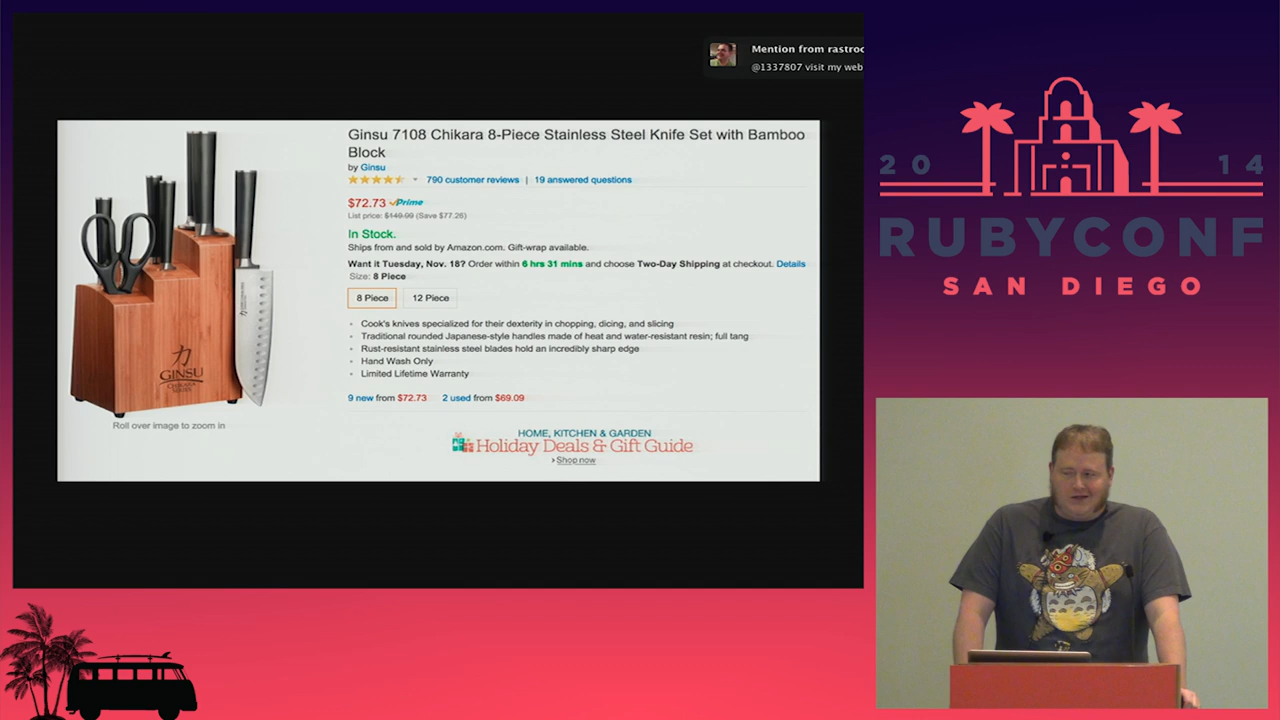 Mention from rastroc
@1337807 visit my web
Ginsu 7108 Chikara 8-Piece Stainless Steel Knife Set with Bamboo
Block
by Ginsu
790 customer reviews | 19 answered questions
$72.73 Prime
List price: $149.99 (Save $77.26)
In Stock.
Ships from and sold by Amazon.com. Gift-wrap available.
Want it Tuesday, Nov. 18? Order within 6 hrs 31 mins and choose Two-Day Shipping at checkout. Details
Size: 8 Piece
8 Piece 12 Piece
Cook's knives specialized for their dexterity in chopping, dicing, and slicing
Traditional rounded Japanese-style handles made of heat and water-resistant resin; full tang
Rust-resistant stainless steel blades hold an incredibly sharp edge
Hand Wash Only
Limited Lifetime Warranty
9 new from $72.73 2 used from $69.09
HOME, KITCHEN & GARDEN
Holiday Deals & Gift Guide
Shop now
力
GINSU
CHIKARA
SERIES
Roll over image to zoom in
20 14
RUBYCONF
SAN DIEGO